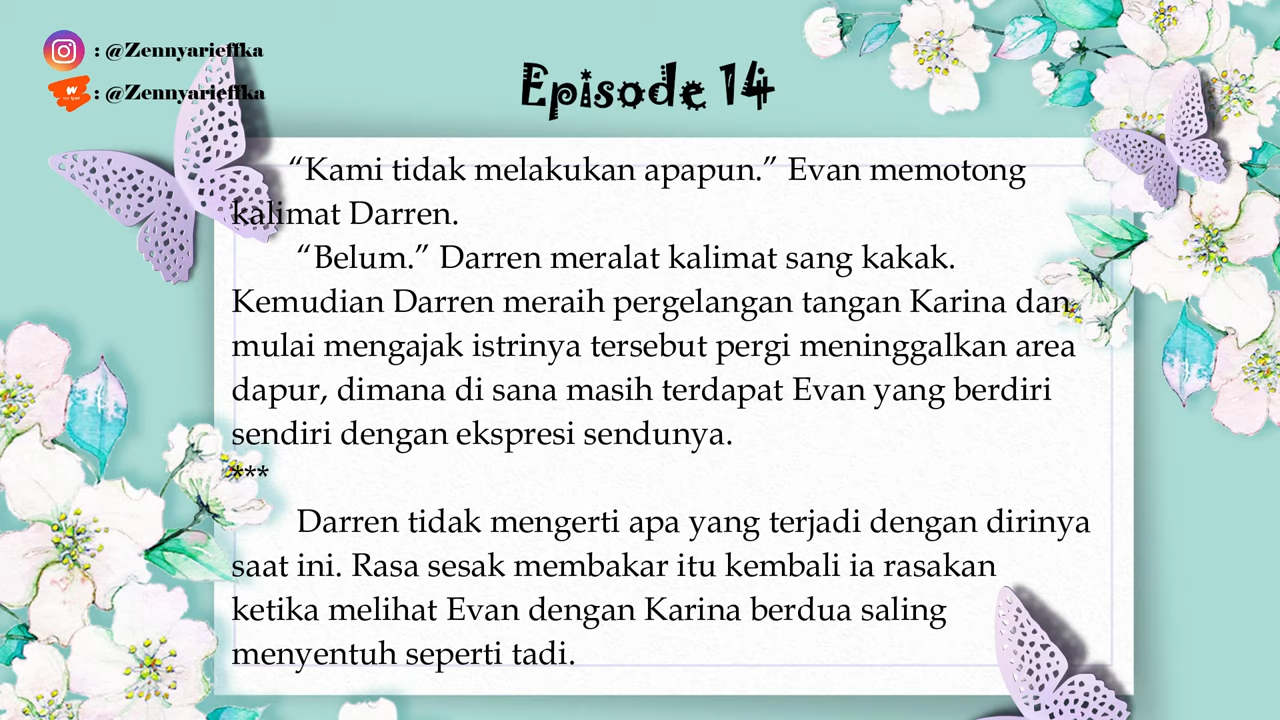 : @Zennyarieffka
: @Zennyarieffka
Episode 14
“Kami tidak melakukan apapun.” Evan memotong
kalimat Darren.
“Belum.” Darren meralat kalimat sang kakak.
Kemudian Darren meraih pergelangan tangan Karina dan
mulai mengajak istrinya tersebut pergi meninggalkan area
dapur, dimana di sana masih terdapat Evan yang berdiri
sendiri dengan ekspresi sendunya.
***
Darren tidak mengerti apa yang terjadi dengan dirinya
saat ini. Rasa sesak membakar itu kembali ia rasakan
ketika melihat Evan dengan Karina berdua saling
menyentuh seperti tadi.